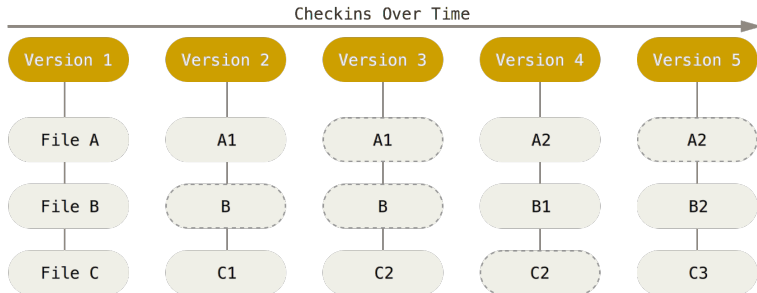 Checkins Over Time
Version 1 Version 2 Version 3 Version 4 Version 5
File A A1 A1 A2 A2
File B B B B1 B2
File C C1 C2 C2 C3